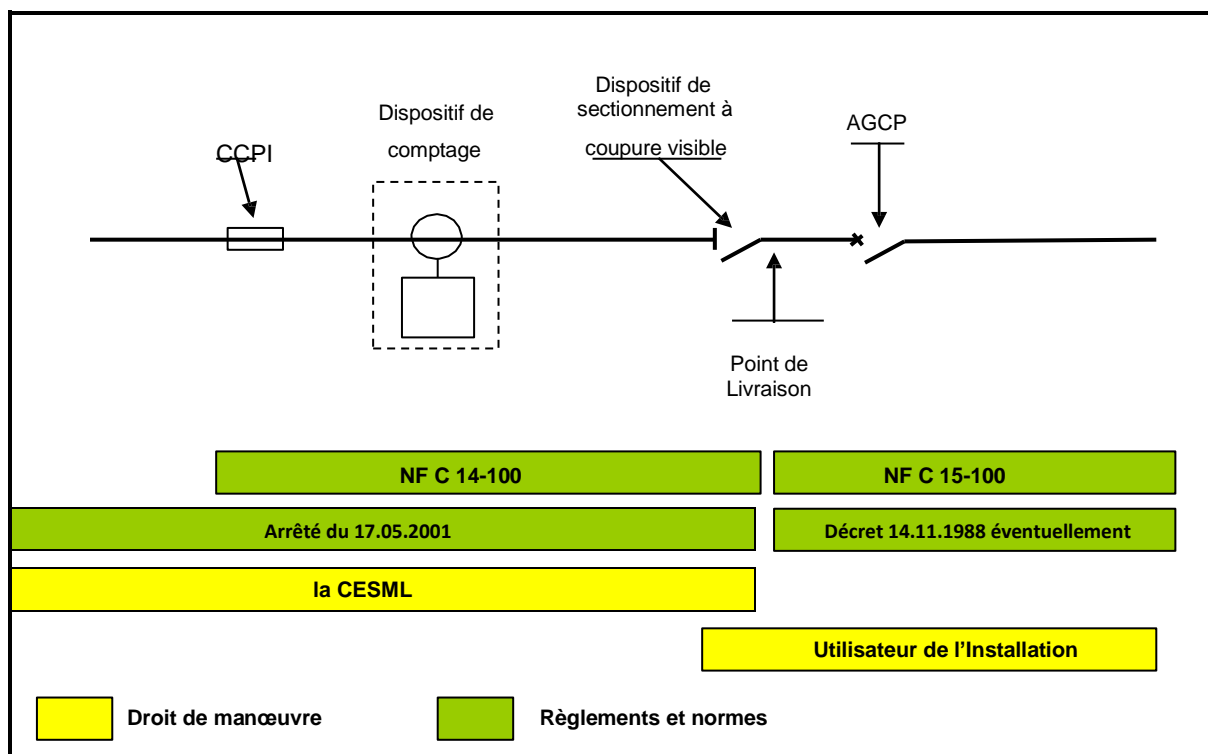 Dispositif de
sectionnement à
coupure visible
Dispositif de
comptage
AGCP
CCPI
Point de
Livraison
NF C 14-100
NF C 15-100
Arrêté du 17.05.2001
Décret 14.11.1988 éventuellement
la CESML
Utilisateur de l’Installation
Droit de manœuvre
Règlements et normes